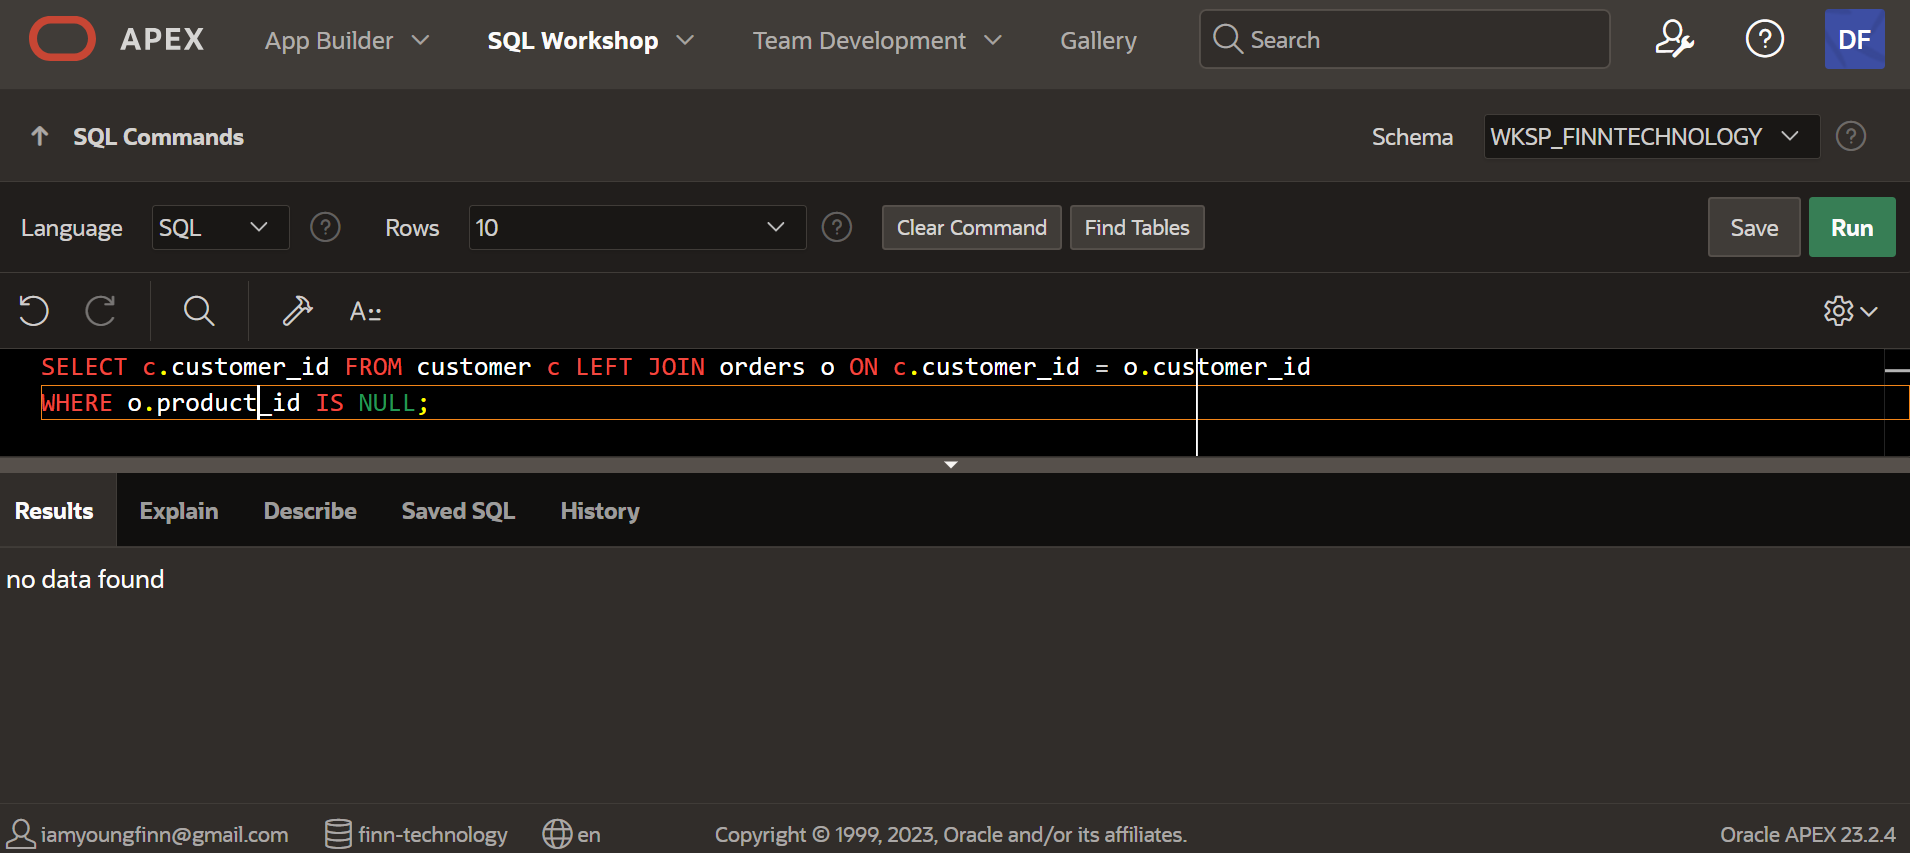 APEX App Builder SQL Workshop Team Development Gallery Search DF
SQL Commands Schema WKSP_FINNTECHNOLOGY
Language SQL Rows 10 Clear Command Find Tables Save Run
A::
SELECT c.customer_id FROM customer c LEFT JOIN orders o ON c.customer_id = o.customer_id
WHERE o.product_id IS NULL;
Results Explain Describe Saved SQL History
no data found
iamyoungfinn@gmail.com finn-technology en Copyright © 1999, 2023, Oracle and/or its affiliates. Oracle APEX 23.2.4